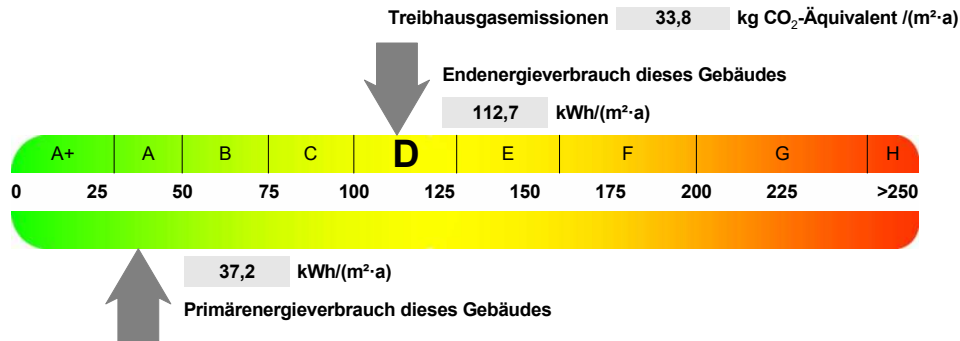 Treibhausgasemissionen 33,8 kg CO₂-Äquivalent /(m²·a)
Endenergieverbrauch dieses Gebäudes
112,7 kWh/(m²·a)
A+ A B C D E F G H
0 25 50 75 100 125 150 175 200 225 >250
37,2 kWh/(m²·a)
Primärenergieverbrauch dieses Gebäudes